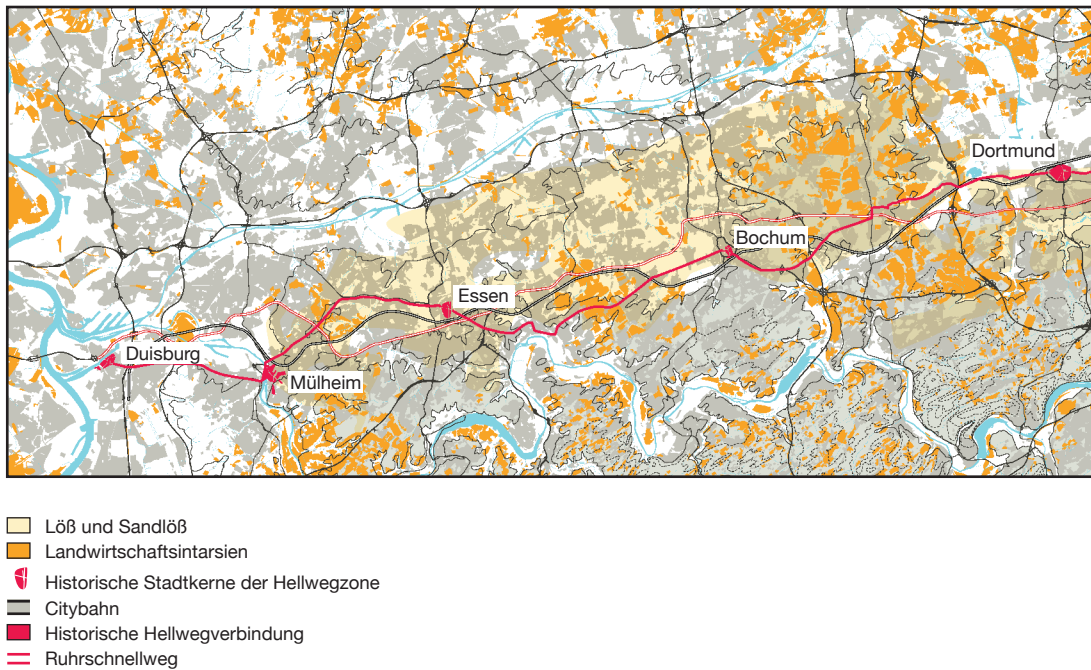 Dortmund
Bochum
Essen
Duisburg
Mülheim
Löß und Sandlöß
Landwirtschaftsintarsien
Historische Stadtkerne der Hellwegzone
Citybahn
Historische Hellwegverbindung
Ruhrschnellweg